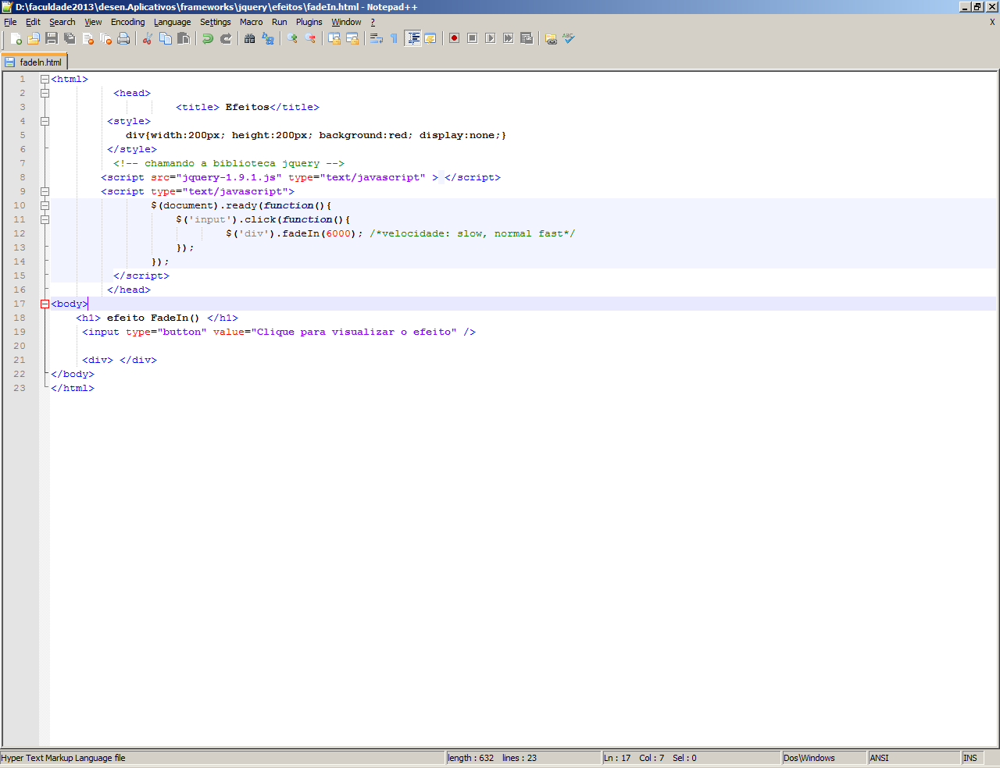 D:\faculdade2013\desen.Aplicativos\frameworks\jquery\efeitos\fadeIn.html - Notepad++
File Edit Search View Encoding Language Settings Macro Run Plugins Window ? X
fadeIn.html
1 <html>
2 <head>
3 <title> Efeitos</title>
4 <style>
5 div{width:200px; height:200px; background:red; display:none;}
6 </style>
7 <!-- chamando a biblioteca jquery -->
8 <script src="jquery-1.9.1.js" type="text/javascript" > </script>
9 <script type="text/javascript">
10 $(document).ready(function(){
11 $('input').click(function(){
12 $('div').fadeIn(6000); /*velocidade: slow, normal fast*/
13 });
14 });
15 </script>
16 </head>
17 <body>
18 <h1> efeito FadeIn() </h1>
19 <input type="button" value="Clique para visualizar o efeito" />
20
21 <div> </div>
22 </body>
23 </html>
Hyper Text Markup Language file length : 632 lines : 23 Ln : 17 Col : 7 Sel : 0 Dos\Windows ANSI INS